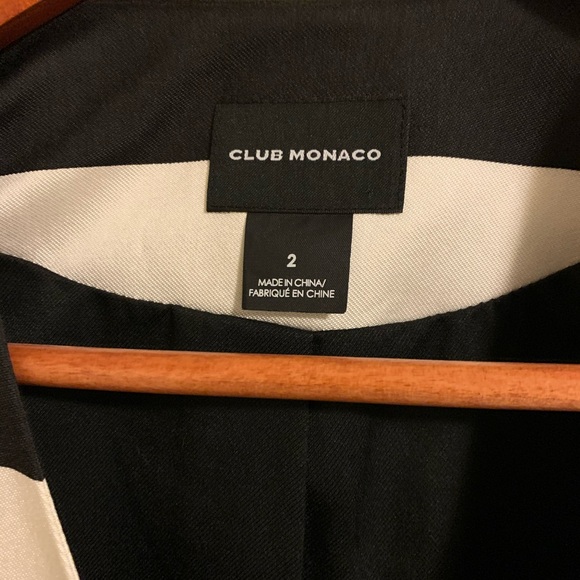 CLUB MONACO
2
MADE IN CHINA/
FABRIQUÉ EN CHINE